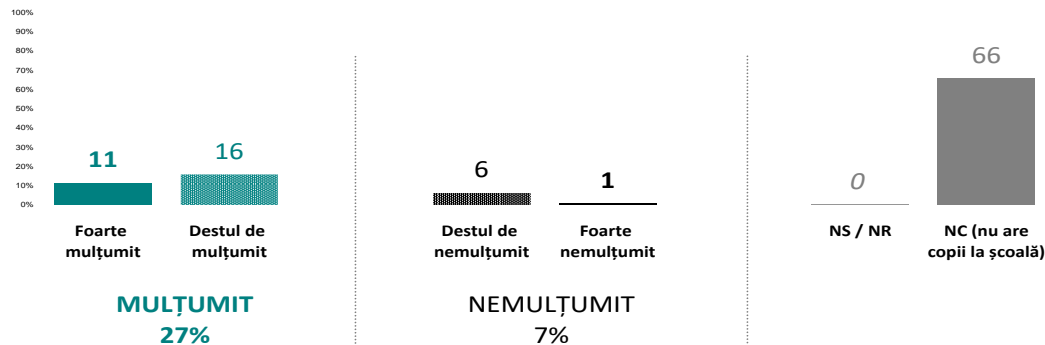 100%
90%
80%
70%
60%
50%
40%
30%
20%
10%
0%
11
16
6
1
0
66
Foarte
mulțumit
Destul de
mulțumit
Destul de
nemulțumit
Foarte
nemulțumit
NS / NR
NC (nu are
copii la școală)
MULȚUMIT
27%
NEMULȚUMIT
7%